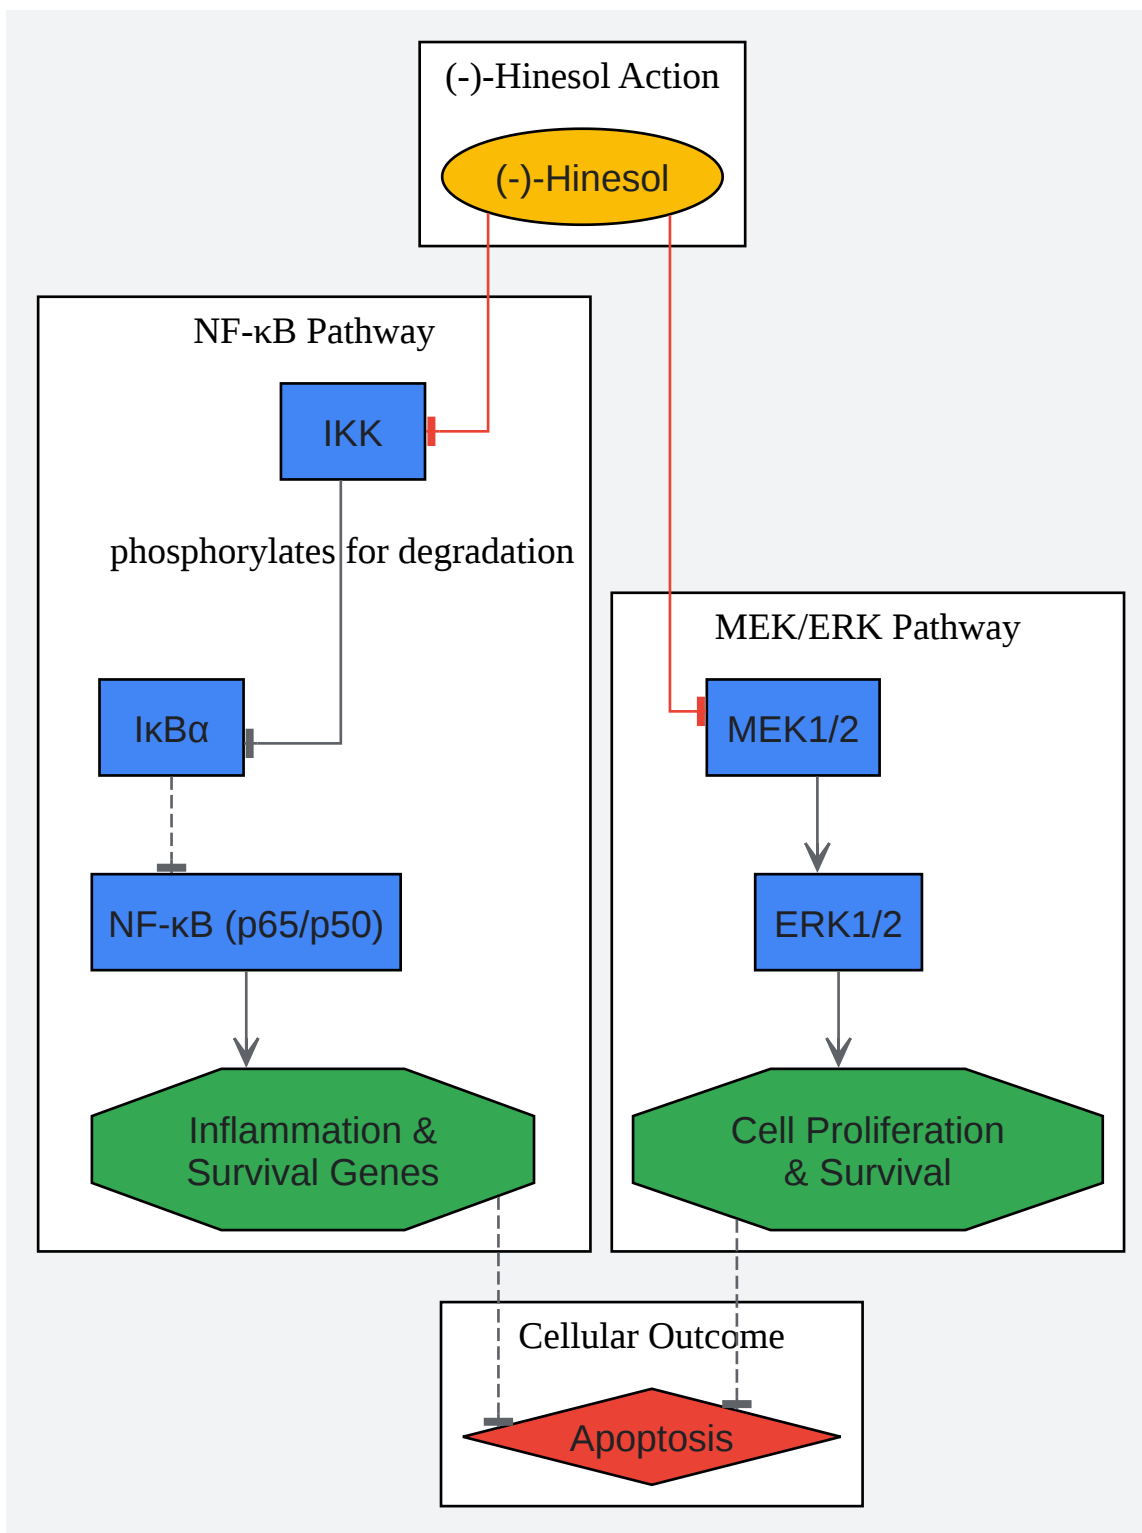 (-)-Hinesol Action
(-)-Hinesol
NF-κB Pathway
IKK
phosphorylates for degradation
IκBα
NF-κB (p65/p50)
Inflammation &
Survival Genes
MEK/ERK Pathway
MEK1/2
ERK1/2
Cell Proliferation
& Survival
Cellular Outcome
Apoptosis